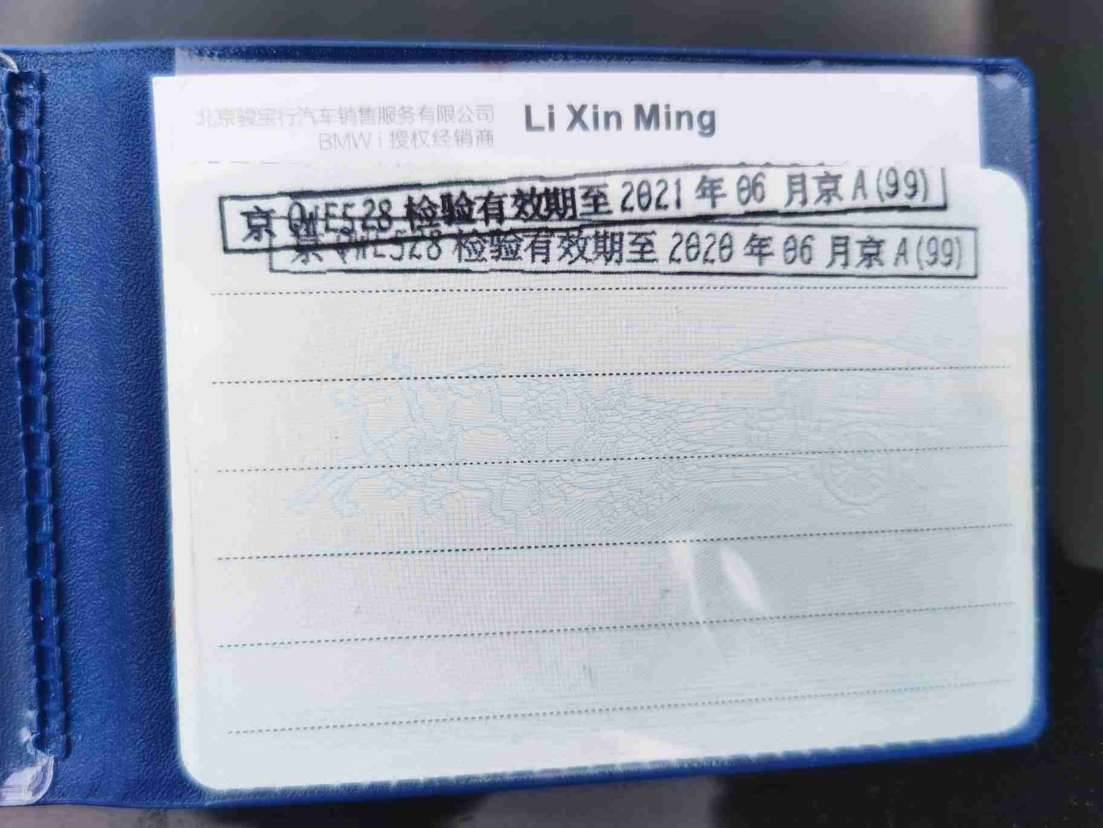 北京骏宝行汽车销售服务有限公司 Li Xin Ming
BMW i 授权经销商
京 QWE528 检验有效期至 2021 年 06 月京 A (99)
京 QWE528 检验有效期至 2020 年 06 月京 A (99)